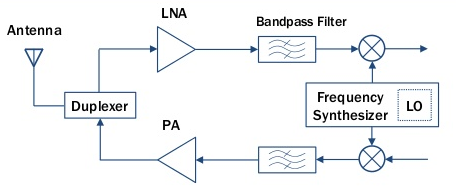 LNA
Bandpass Filter
Antenna
Duplexer
Frequency
Synthesizer
LO
PA